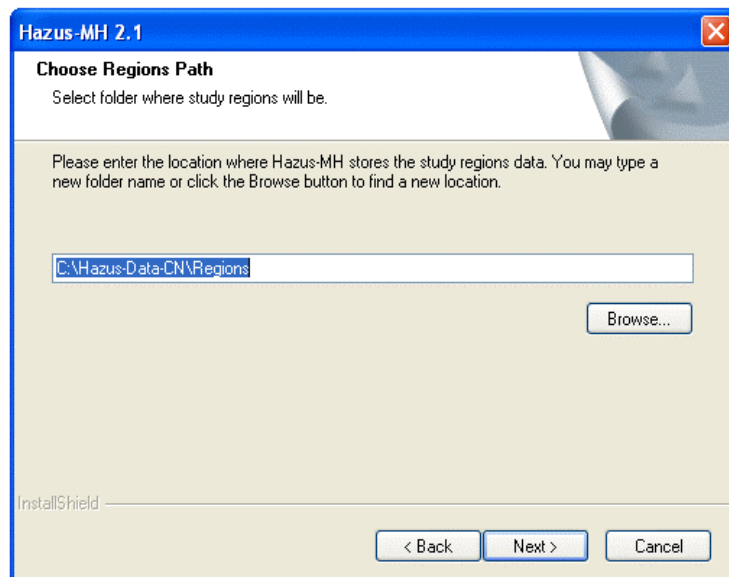 Hazus-MH 2.1
Choose Regions Path
Select folder where study regions will be.
Please enter the location where Hazus-MH stores the study regions data. You may type a
new folder name or click the Browse button to find a new location.
C:\Hazus-Data-CN\Regions
Browse...
InstallShield
< Back
Next >
Cancel